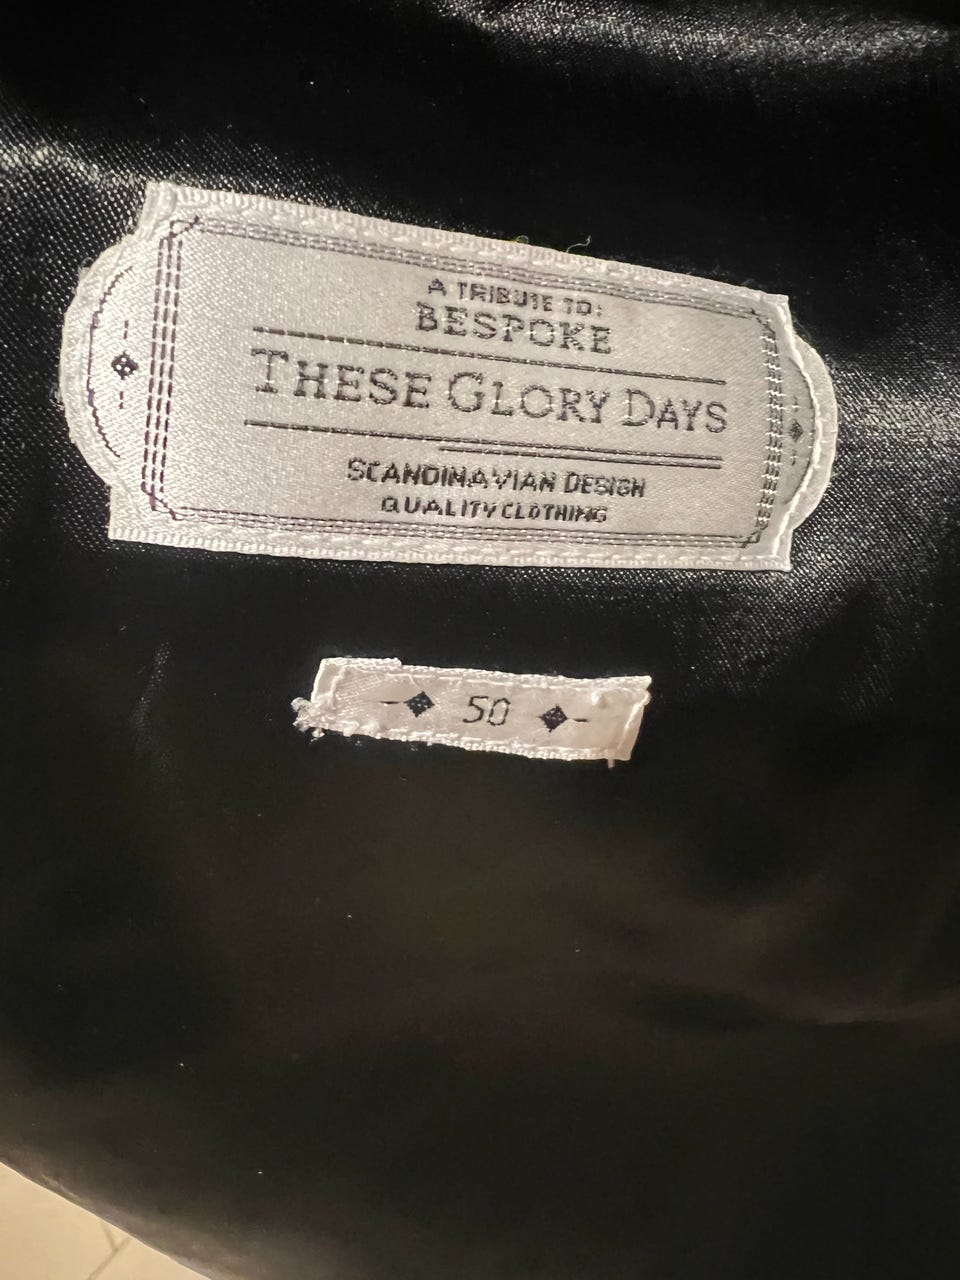 A TRIBUTE TO:
BESPOKE
THESE GLORY DAYS
SCANDINAVIAN DESIGN
QUALITY CLOTHING
50